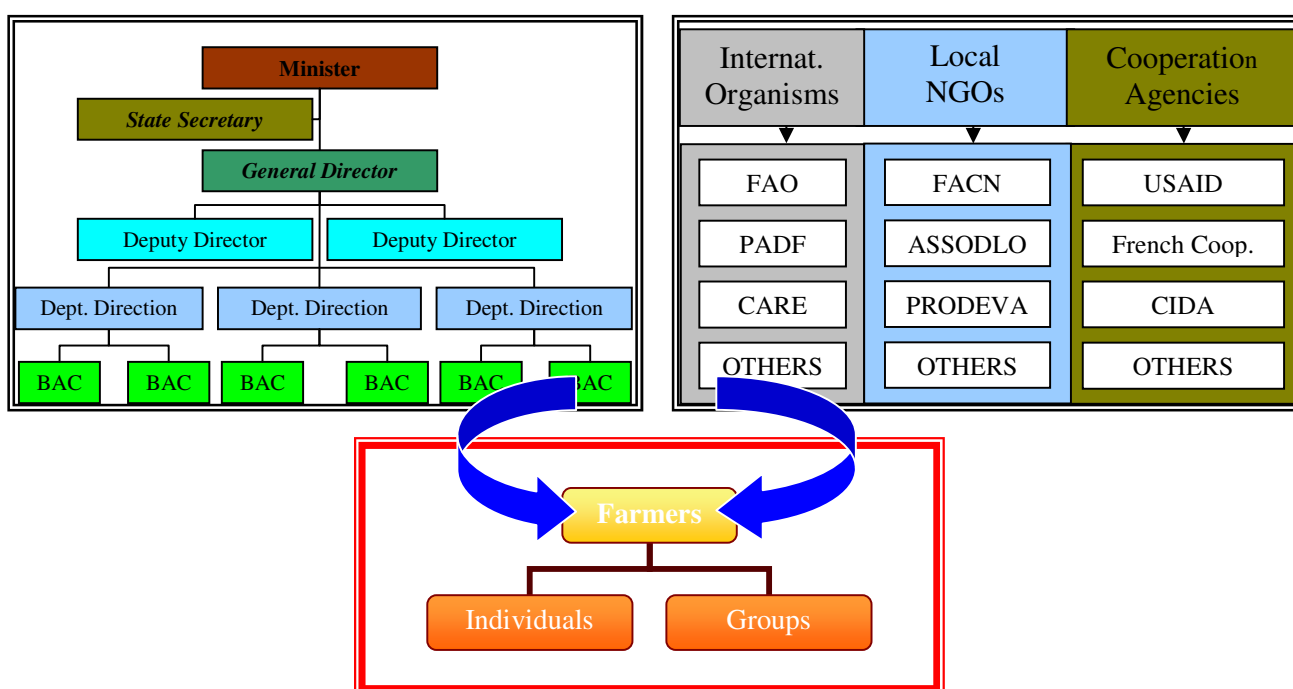 Minister
State Secretary
General Director
Deputy Director
Deputy Director
Dept. Direction
Dept. Direction
Dept. Direction
BAC
BAC
BAC
BAC
BAC
BAC
Internat.
Organisms
Local
NGOs
Cooperation
Agencies
FAO
FACN
USAID
PADF
ASSODLO
French Coop.
CARE
PRODEVA
CIDA
OTHERS
OTHERS
OTHERS
Farmers
Individuals
Groups